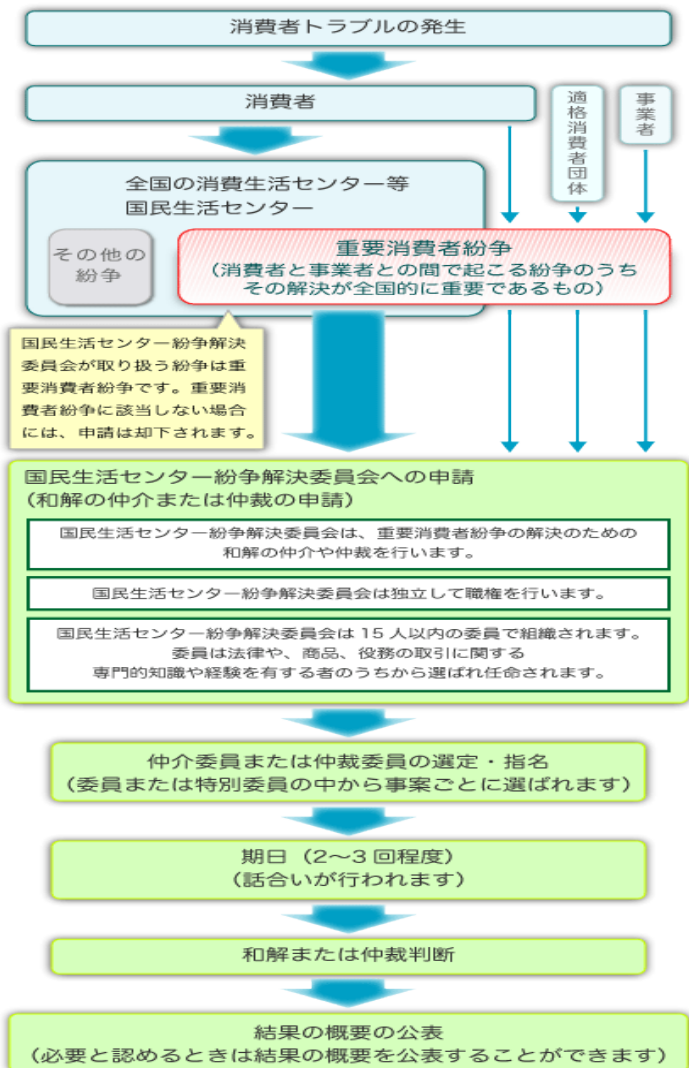 消費者トラブルの発生
消費者
適格消費者団体
事業者
全国の消費生活センター等
国民生活センター
その他の
紛争
重要消費者紛争
(消費者と事業者との間で起こる紛争のうち
その解決が全国的に重要であるもの)
国民生活センター紛争解決
委員会が取り扱う紛争は重
要消費者紛争です。重要消
費者紛争に該当しない場合
には、申請は却下されます。
国民生活センター紛争解決委員会への申請
(和解の仲介または仲裁の申請)
国民生活センター紛争解決委員会は、重要消費者紛争の解決のための
和解の仲介や仲裁を行います。
国民生活センター紛争解決委員会は独立して職権を行います。
国民生活センター紛争解決委員会は 15 人以内の委員で組織されます。
委員は法律や、商品、役務の取引に関する
専門的知識や経験を有する者のうちから選ばれ任命されます。
仲介委員または仲裁委員の選定・指名
(委員または特別委員の中から事案ごとに選ばれます)
期日(2〜3 回程度)
(話合いが行われます)
和解または仲裁判断
結果の概要の公表
(必要と認めるときは結果の概要を公表することができます)